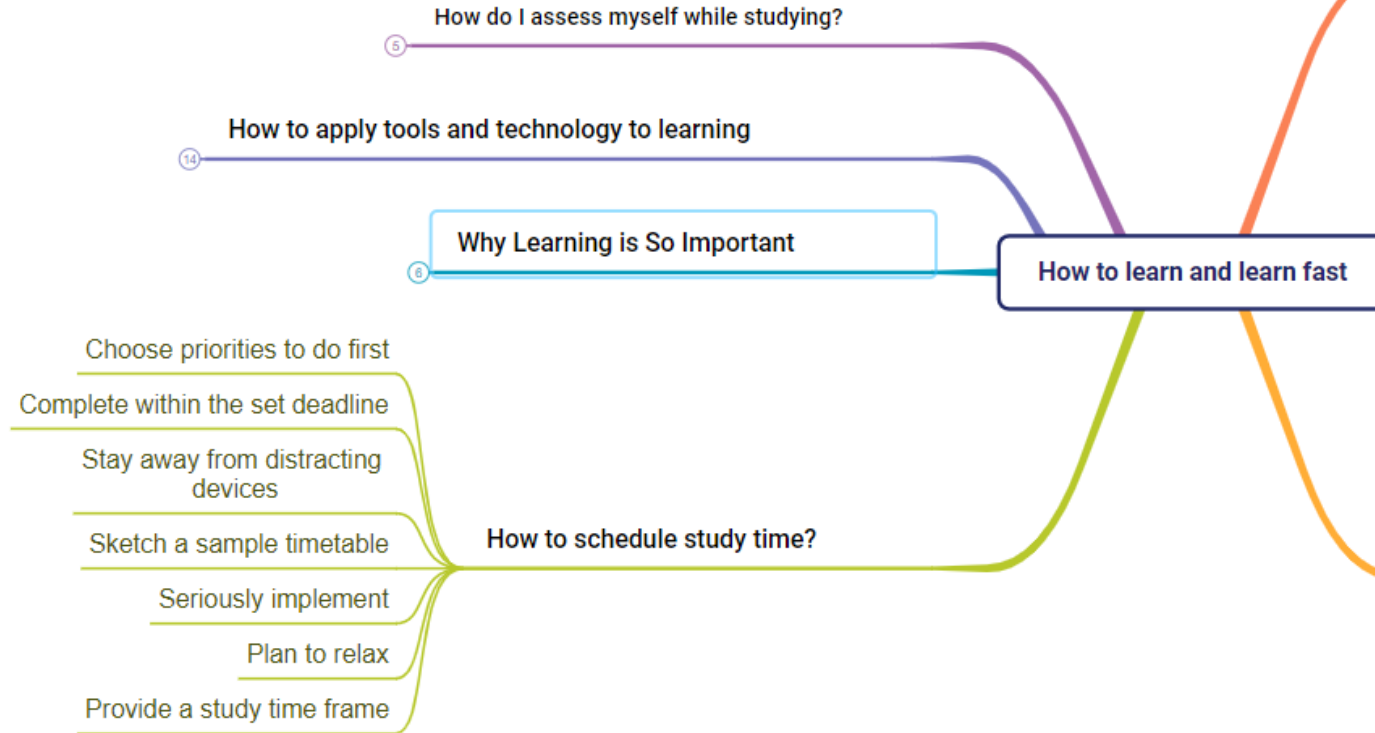 How do I assess myself while studying?
5
How to apply tools and technology to learning
14
Why Learning is So Important
6
How to learn and learn fast
Choose priorities to do first
Complete within the set deadline
Stay away from distracting
devices
Sketch a sample timetable
How to schedule study time?
Seriously implement
Plan to relax
Provide a study time frame